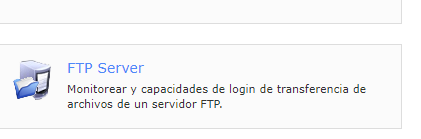 FTP Server
Monitorear y capacidades de login de transferencia de
archivos de un servidor FTP.